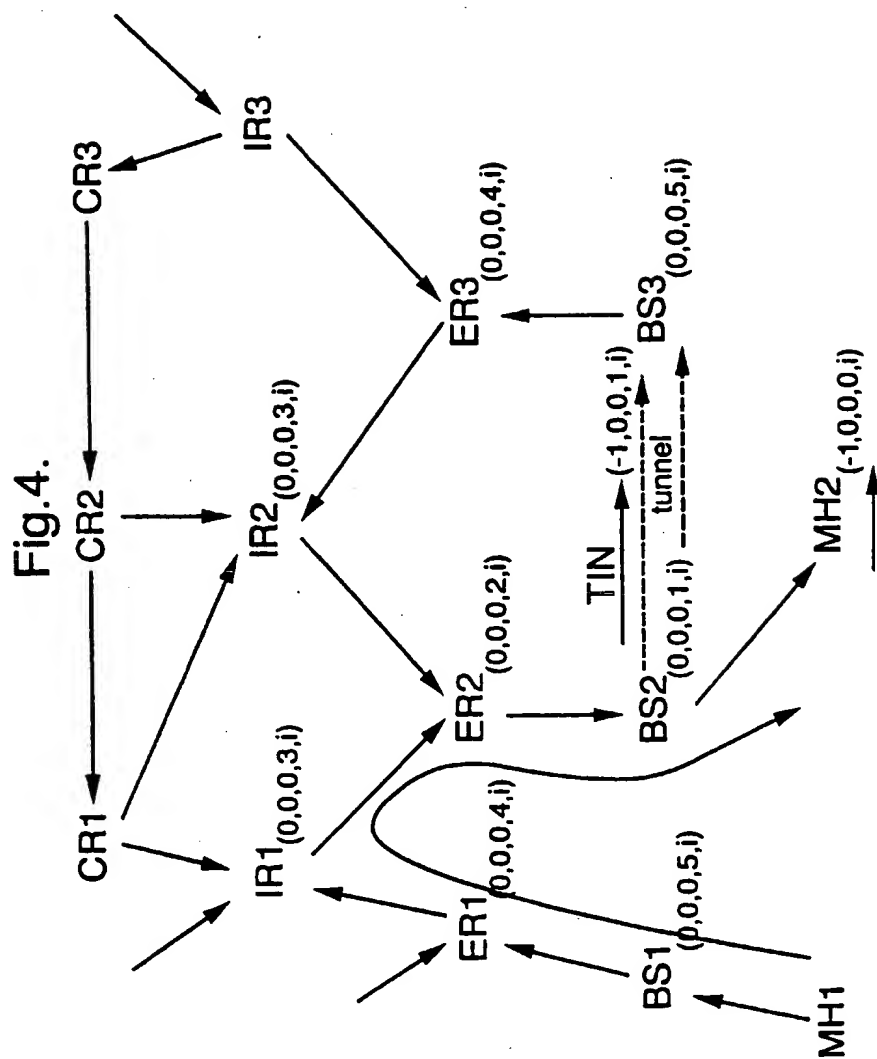 Fig.4.
CR1
CR2
CR3
IR1(0,0,0,3,i)
IR2(0,0,0,3,i)
IR3
ER1(0,0,0,4,i)
ER2(0,0,0,2,i)
ER3(0,0,0,4,i)
TIN
(-1,0,0,1,i)
BS1(0,0,0,5,i)
BS2(0,0,0,1,i)
tunnel
BS3(0,0,0,5,i)
MH1
MH2(-1,0,0,0,i)